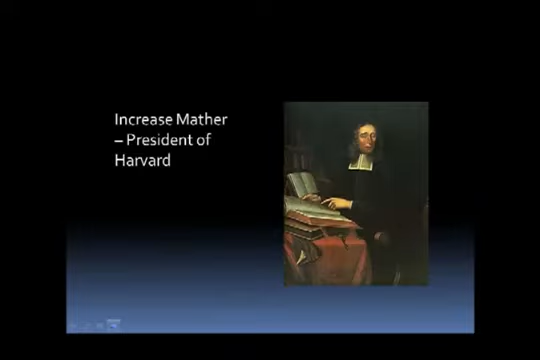 Increase Mather
– President of
Harvard